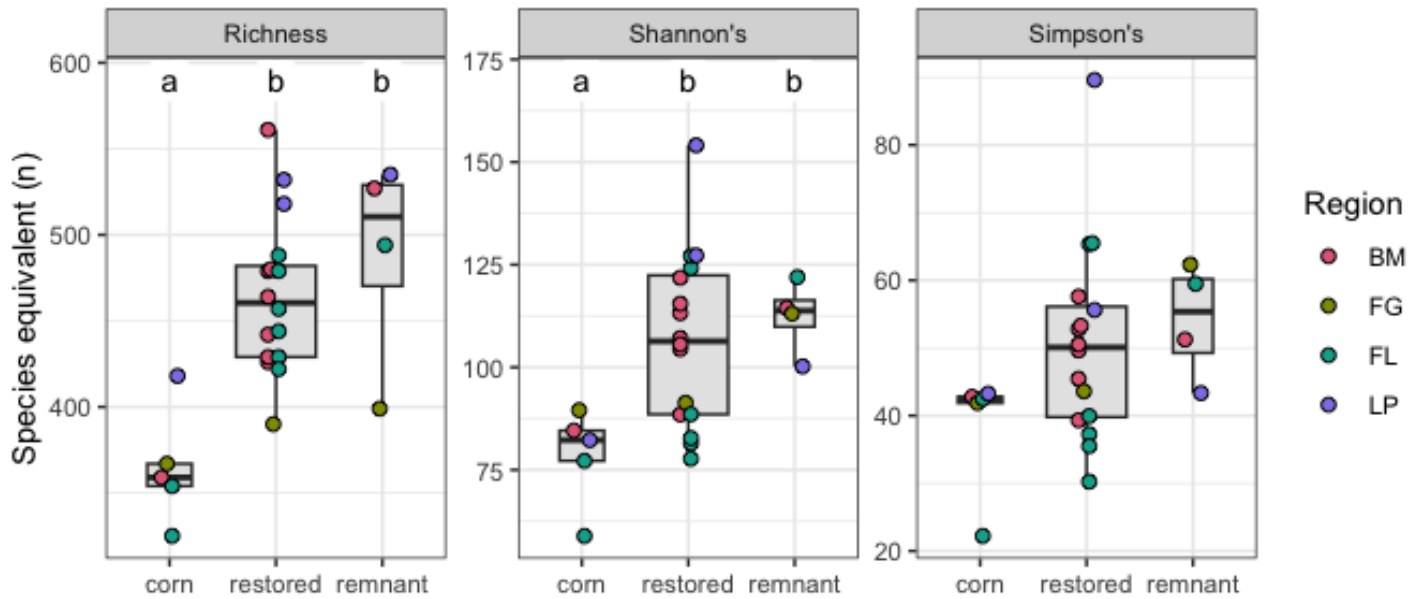 Richness
Shannon's
Simpson's
Species equivalent (n)
600
500
400
a
b
b
corn
restored
remnant
175
150
125
100
75
a
b
b
corn
restored
remnant
80
60
40
20
corn
restored
remnant
Region
BM
FG
FL
LP